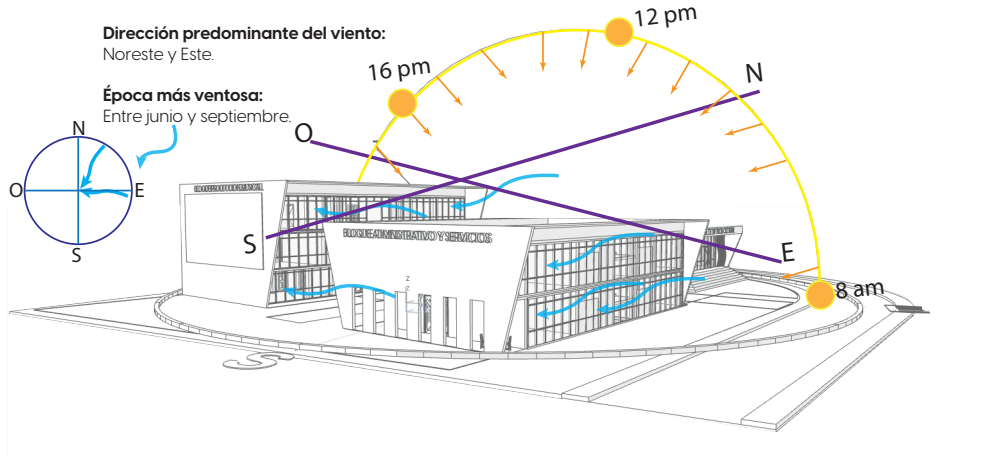 Dirección predominante del viento:
Noreste y Este.
Época más ventosa:
Entre junio y septiembre.
12 pm
16 pm
8 am
N
O
E
S
N
O
S
E
BLOQUE ADMINISTRATIVO Y SERVICIOS
Z
S